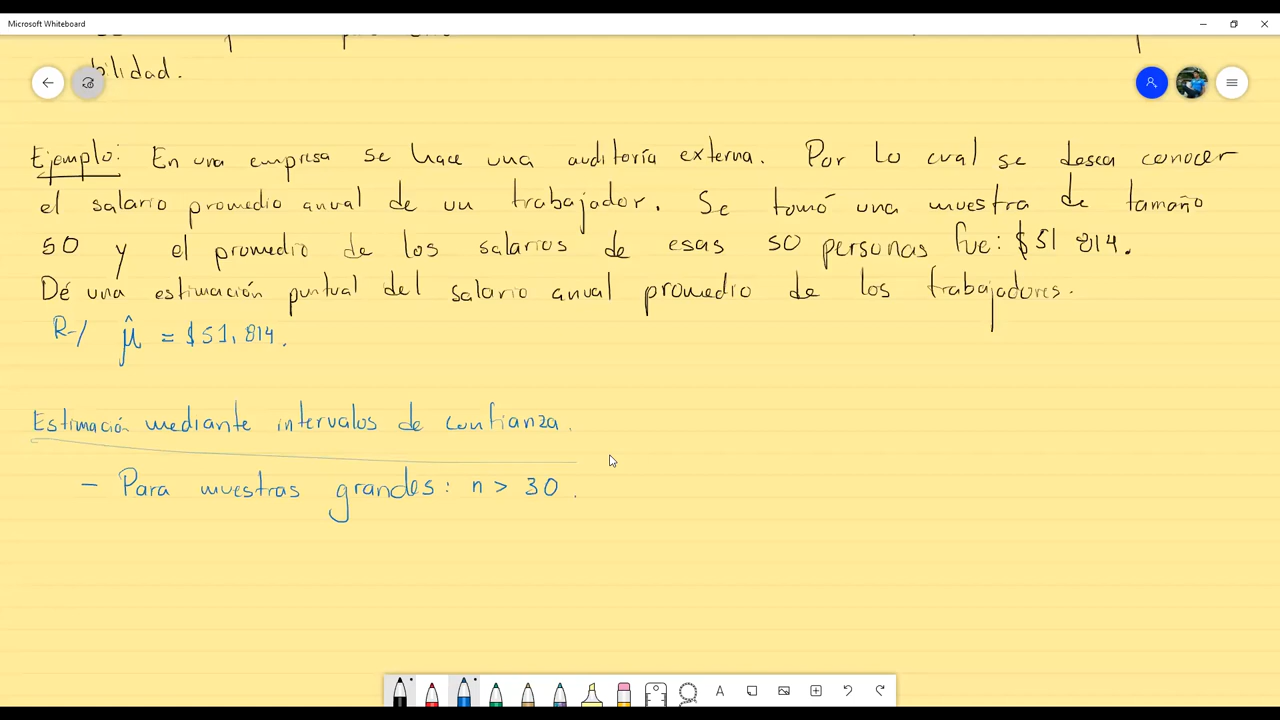 Microsoft Whiteboard
bilidad.
Ejemplo: En una empresa se hace una auditoría externa. Por lo cual se desea conocer
el salario promedio anual de un trabajador. Se tomó una muestra de tamaño
50 y el promedio de los salarios de esas 50 personas fue: $51 814.
Dé una estimación puntual del salario anual promedio de los trabajadores.
R-/ μ̂ = $51,814.
Estimación mediante intervalos de confianza.
- Para muestras grandes: n > 30.
A